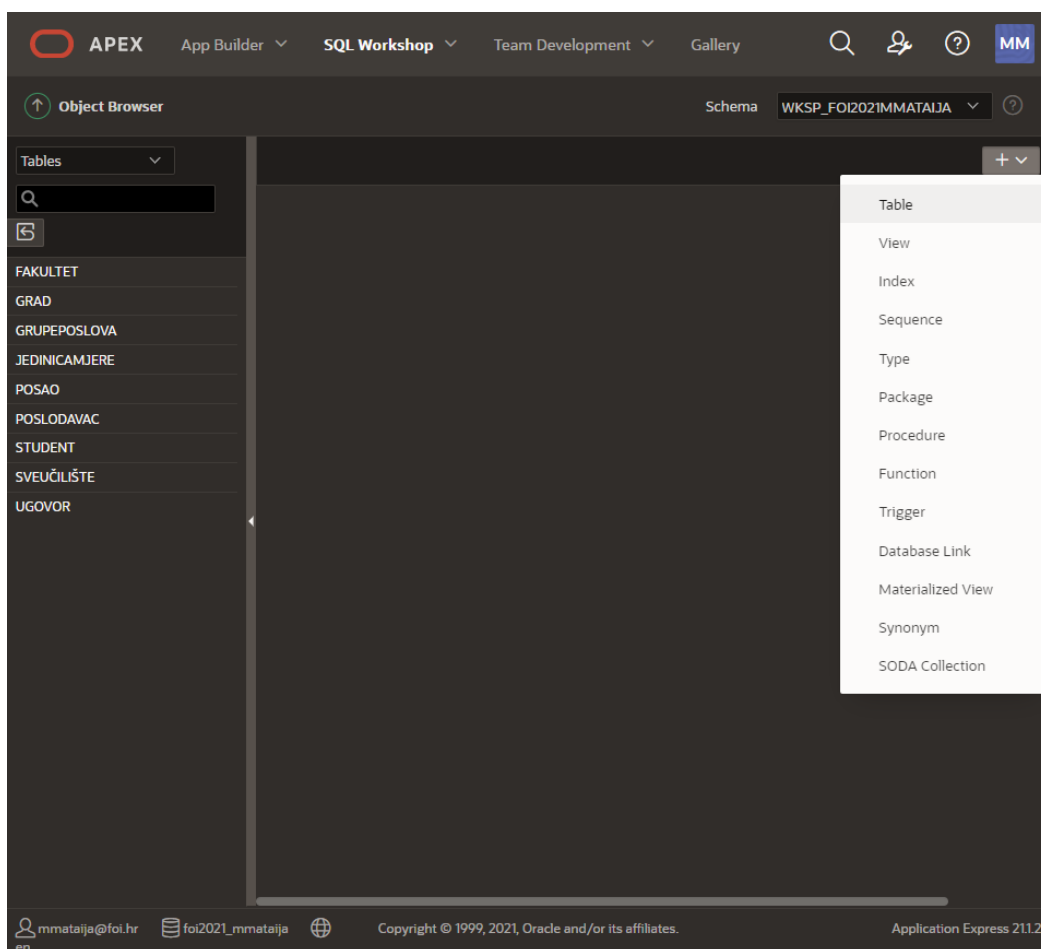 APEX App Builder SQL Workshop Team Development Gallery MM
Object Browser Schema WKSP_FOI2021MMATAIJA
Tables
FAKULTET
GRAD
GRUPEPOSLOVA
JEDINICAMJERE
POSAO
POSLODAVAC
STUDENT
SVEUČILIŠTE
UGOVOR
Table
View
Index
Sequence
Type
Package
Procedure
Function
Trigger
Database Link
Materialized View
Synonym
SODA Collection
mmataija@foi.hr foi2021_mmataija Copyright © 1999, 2021, Oracle and/or its affiliates. Application Express 21.1.2
en